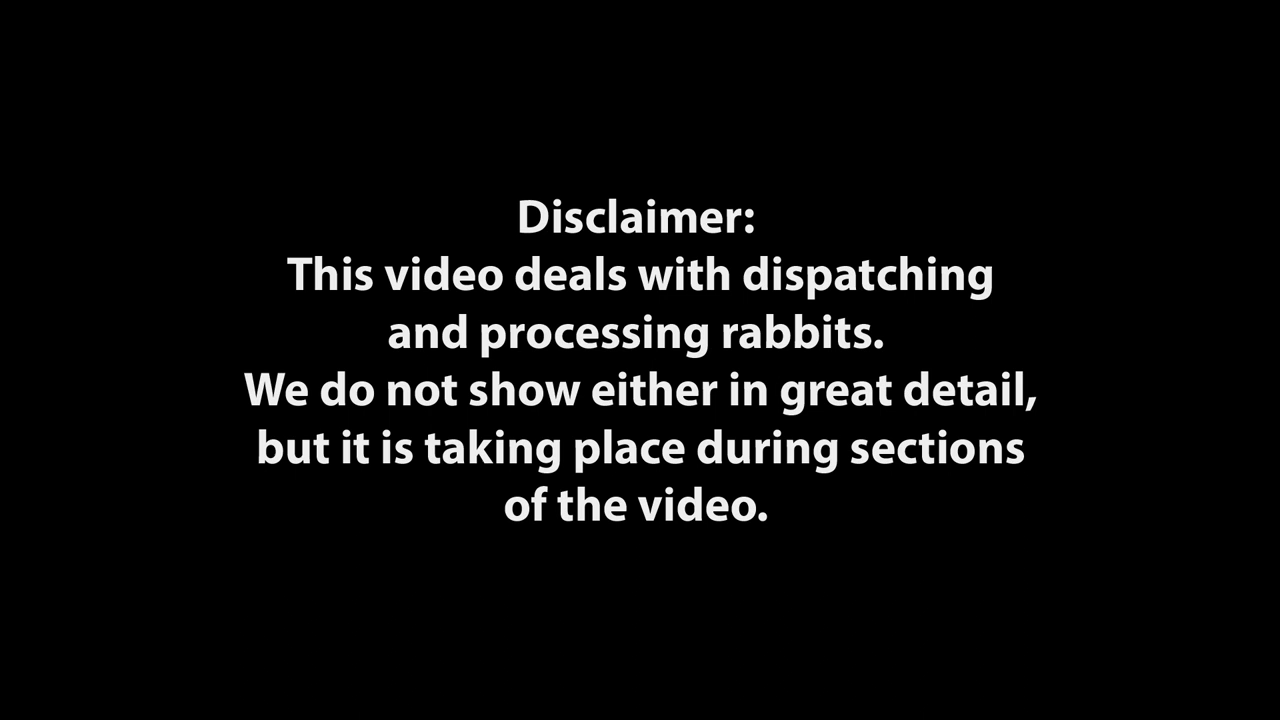 Disclaimer:
This video deals with dispatching
and processing rabbits.
We do not show either in great detail,
but it is taking place during sections
of the video.